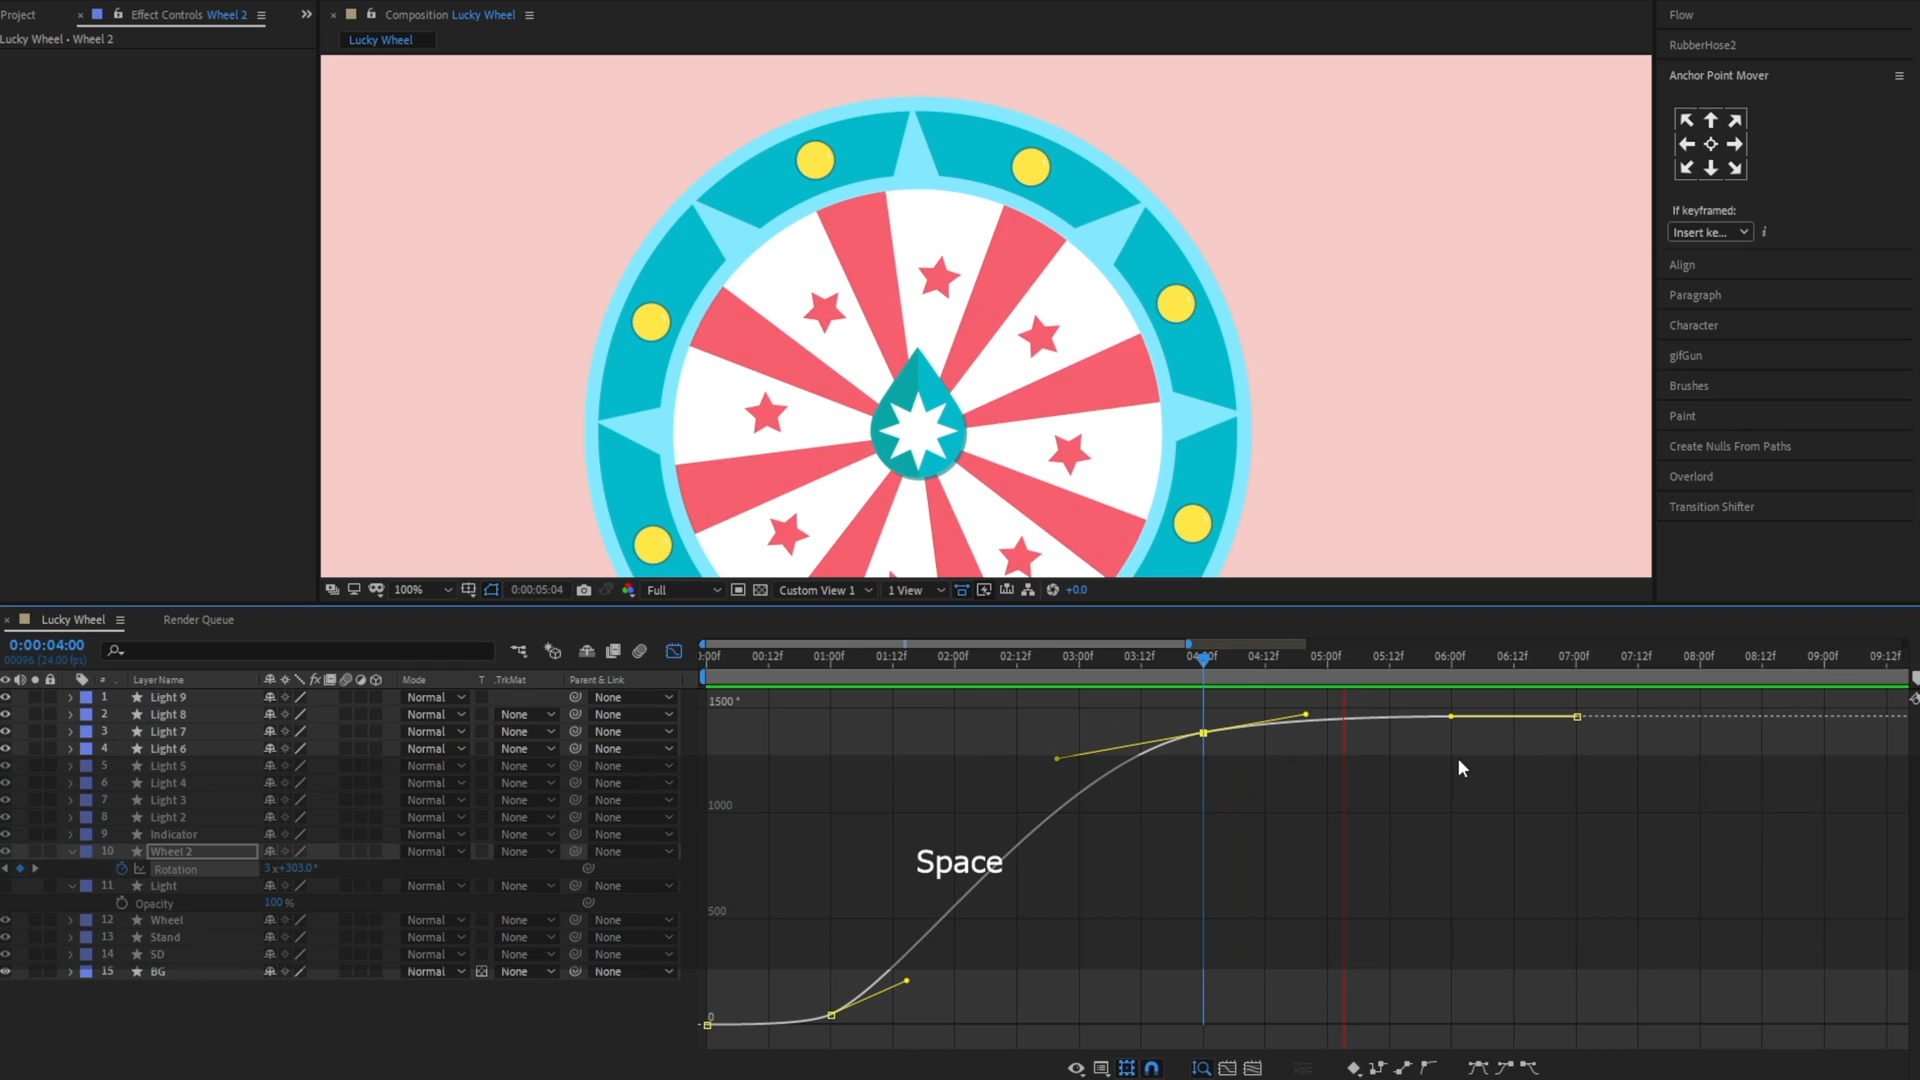 Project
Effect Controls Wheel 2
Composition Lucky Wheel
Flow
Lucky Wheel • Wheel 2
Lucky Wheel
RubberHose2
Anchor Point Mover
If keyframed:
Insert ke...
Align
Paragraph
Character
gifGun
Brushes
Paint
Create Nulls From Paths
Overlord
Transition Shifter
100%
0:00:05:04
Full
Custom View 1
1 View
+0.0
Lucky Wheel
Render Queue
0:00:04:00
00096 (24.00 fps)
:00f 00:12f 01:00f 01:12f 02:00f 02:12f 03:00f 03:12f 04:00f 04:12f 05:00f 05:12f 06:00f 06:12f 07:00f 07:12f 08:00f 08:12f 09:00f 09:12f
# Layer Name fx Mode T .TrkMat Parent & Link
1 Light 9 Normal None
2 Light 8 Normal None None
3 Light 7 Normal None None
4 Light 6 Normal None None
5 Light 5 Normal None None
6 Light 4 Normal None None
7 Light 3 Normal None None
8 Light 2 Normal None None
9 Indicator Normal None None
10 Wheel 2 Normal None None
Rotation 3x+303.0°
11 Light Normal None None
Opacity 100 %
12 Wheel Normal None None
13 Stand Normal None None
14 SD Normal None None
15 BG Normal None None
1500 °
1000
500
0
Space